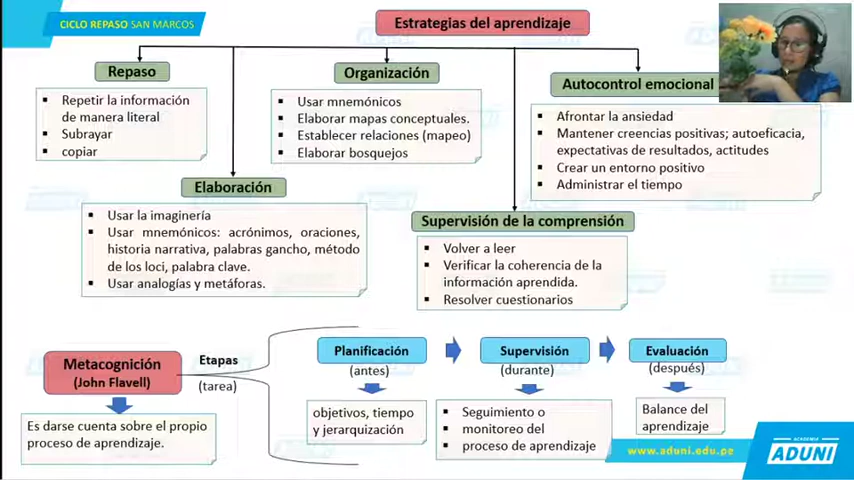 CICLO REPASO SAN MARCOS
Estrategias del aprendizaje
Repaso
▪ Repetir la información
de manera literal
▪ Subrayar
▪ copiar
Organización
▪ Usar mnemónicos
▪ Elaborar mapas conceptuales.
▪ Establecer relaciones (mapeo)
▪ Elaborar bosquejos
Autocontrol emocional
▪ Afrontar la ansiedad
▪ Mantener creencias positivas; autoeficacia,
expectativas de resultados, actitudes
▪ Crear un entorno positivo
▪ Administrar el tiempo
Elaboración
▪ Usar la imaginería
▪ Usar mnemónicos: acrónimos, oraciones,
historia narrativa, palabras gancho, método
de los loci, palabra clave.
▪ Usar analogías y metáforas.
Supervisión de la comprensión
▪ Volver a leer
▪ Verificar la coherencia de la
información aprendida.
▪ Resolver cuestionarios
Metacognición
(John Flavell)
Es darse cuenta sobre el propio
proceso de aprendizaje.
Etapas
(tarea)
Planificación
(antes)
objetivos, tiempo
y jerarquización
Supervisión
(durante)
▪ Seguimiento o
▪ monitoreo del
▪ proceso de aprendizaje
Evaluación
(después)
Balance del
aprendizaje
www.aduni.edu.pe
ACADEMIA
ADUNI